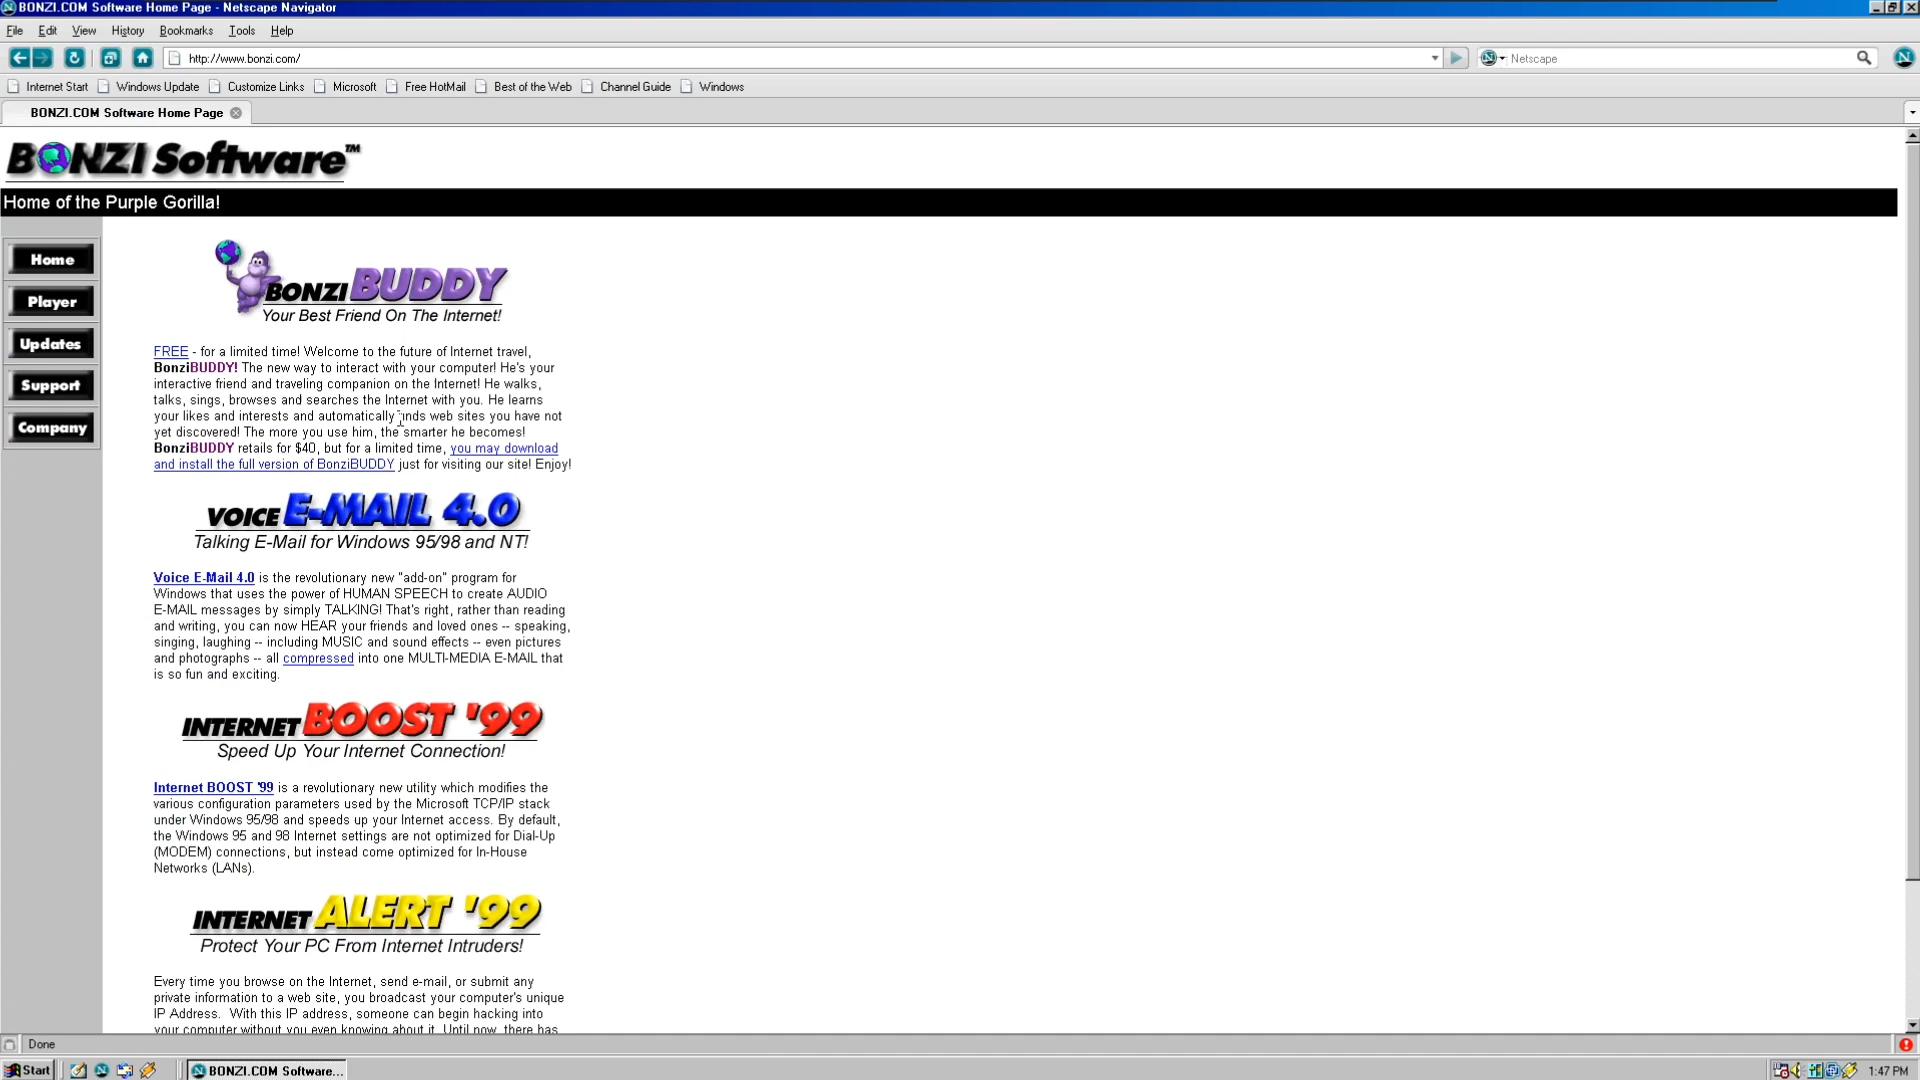 BONZI.COM Software Home Page - Netscape Navigator
File Edit View History Bookmarks Tools Help
http://www.bonzi.com/ Netscape
Internet Start Windows Update Customize Links Microsoft Free HotMail Best of the Web Channel Guide Windows
BONZI.COM Software Home Page
BONZI Software™
Home of the Purple Gorilla!
Home
Player
Updates
Support
Company
BONZI BUDDY
Your Best Friend On The Internet!
FREE - for a limited time! Welcome to the future of Internet travel,
BonziBUDDY! The new way to interact with your computer! He's your
interactive friend and traveling companion on the Internet! He walks,
talks, sings, browses and searches the Internet with you. He learns
your likes and interests and automatically finds web sites you have not
yet discovered! The more you use him, the smarter he becomes!
BonziBUDDY retails for $40, but for a limited time, you may download
and install the full version of BonziBUDDY just for visiting our site! Enjoy!
VOICE E-MAIL 4.0
Talking E-Mail for Windows 95/98 and NT!
Voice E-Mail 4.0 is the revolutionary new "add-on" program for
Windows that uses the power of HUMAN SPEECH to create AUDIO
E-MAIL messages by simply TALKING! That's right, rather than reading
and writing, you can now HEAR your friends and loved ones -- speaking,
singing, laughing -- including MUSIC and sound effects -- even pictures
and photographs -- all compressed into one MULTI-MEDIA E-MAIL that
is so fun and exciting.
INTERNET BOOST '99
Speed Up Your Internet Connection!
Internet BOOST '99 is a revolutionary new utility which modifies the
various configuration parameters used by the Microsoft TCP/IP stack
under Windows 95/98 and speeds up your Internet access. By default,
the Windows 95 and 98 Internet settings are not optimized for Dial-Up
(MODEM) connections, but instead come optimized for In-House
Networks (LANs).
INTERNET ALERT '99
Protect Your PC From Internet Intruders!
Every time you browse on the Internet, send e-mail, or submit any
private information to a web site, you broadcast your computer's unique
IP Address. With this IP address, someone can begin hacking into
your computer without you even knowing about it. Until now, there has
Done
Start BONZI.COM Software... 1:47 PM